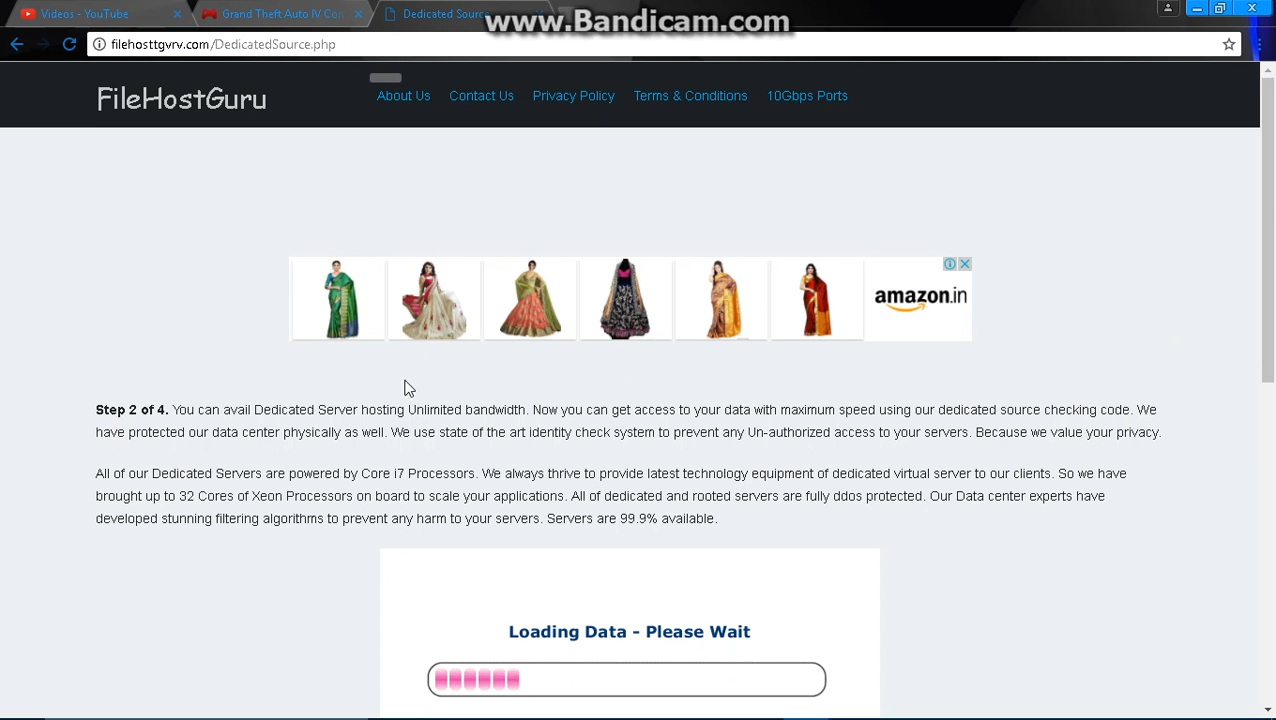 www.Bandicam.com
Videos - YouTube
Grand Theft Auto IV Con
Dedicated Source
filehosttgvrv.com/DedicatedSource.php
FileHostGuru
About Us
Contact Us
Privacy Policy
Terms & Conditions
10Gbps Ports
amazon.in
Step 2 of 4. You can avail Dedicated Server hosting Unlimited bandwidth. Now you can get access to your data with maximum speed using our dedicated source checking code. We
have protected our data center physically as well. We use state of the art identity check system to prevent any Un-authorized access to your servers. Because we value your privacy.
All of our Dedicated Servers are powered by Core i7 Processors. We always thrive to provide latest technology equipment of dedicated virtual server to our clients. So we have
brought up to 32 Cores of Xeon Processors on board to scale your applications. All of dedicated and rooted servers are fully ddos protected. Our Data center experts have
developed stunning filtering algorithms to prevent any harm to your servers. Servers are 99.9% available.
Loading Data - Please Wait